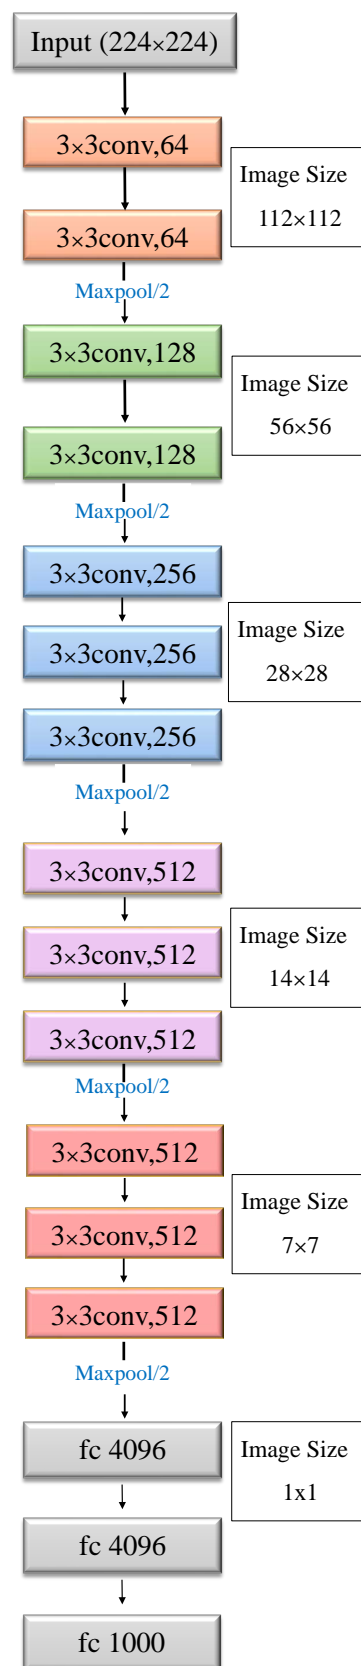 Input (224×224)
3×3conv,64
Image Size
112×112
3×3conv,64
Maxpool/2
3×3conv,128
Image Size
56×56
3×3conv,128
Maxpool/2
3×3conv,256
3×3conv,256
Image Size
28×28
3×3conv,256
Maxpool/2
3×3conv,512
3×3conv,512
Image Size
14×14
3×3conv,512
Maxpool/2
3×3conv,512
3×3conv,512
Image Size
7×7
3×3conv,512
Maxpool/2
fc 4096
Image Size
1x1
fc 4096
fc 1000